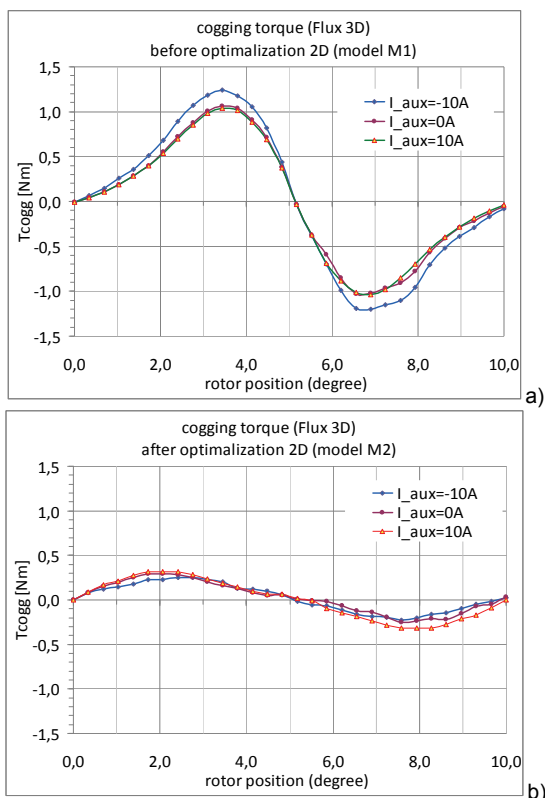 cogging torque (Flux 3D)
before optimalization 2D (model M1)
1,5
1,0
0,5
0,0
-0,5
-1,0
-1,5
Tcogg [Nm]
I_aux=-10A
I_aux=0A
I_aux=10A
0,0 2,0 4,0 6,0 8,0 10,0
rotor position (degree)
a)
cogging torque (Flux 3D)
after optimalization 2D (model M2)
1,5
1,0
0,5
0,0
-0,5
-1,0
-1,5
Tcogg [Nm]
I_aux=-10A
I_aux=0A
I_aux=10A
0,0 2,0 4,0 6,0 8,0 10,0
rotor position (degree)
b)